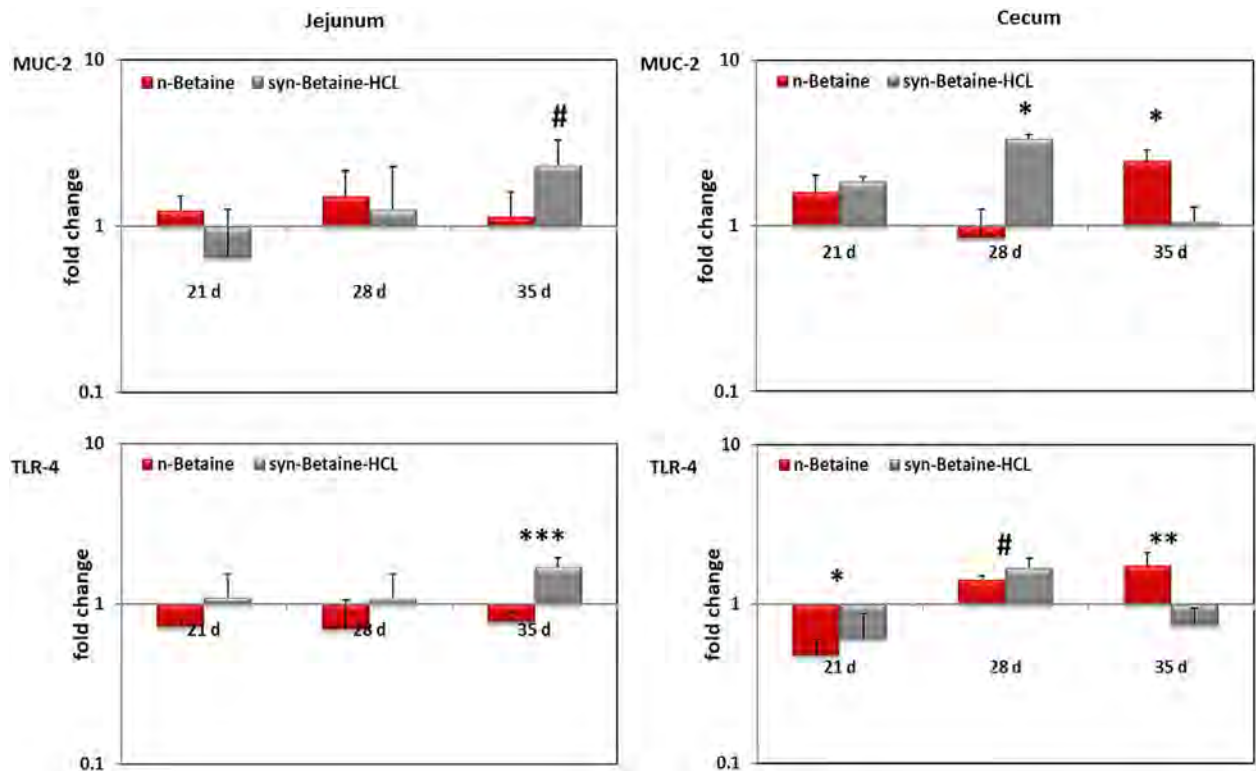 Jejunum
MUC-2
10
n-Betaine syn-Betaine-HCL
#
fold change
1
21 d 28 d 35 d
0.1
Cecum
MUC-2
10
n-Betaine syn-Betaine-HCL
* *
fold change
1
21 d 28 d 35 d
0.1
TLR-4
10
n-Betaine syn-Betaine-HCL
***
fold change
1
21 d 28 d 35 d
0.1
TLR-4
10
n-Betaine syn-Betaine-HCL
* # **
fold change
1
21 d 28 d 35 d
0.1